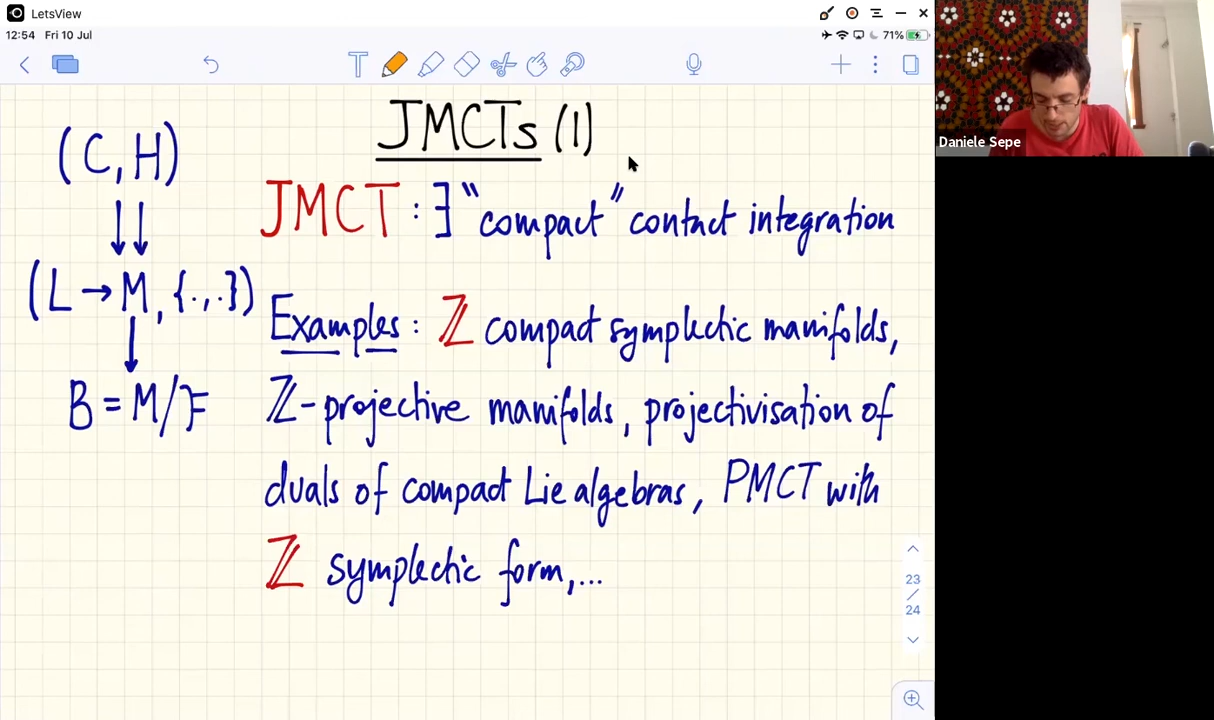 LetsView
12:54 Fri 10 Jul
71%
JMCTs (1)
(C, H)
JMCT : ∃ "compact" contact integration
(L → M, {.,.})
Examples : ℤ compact symplectic manifolds,
B = M/F
ℤ-projective manifolds, projectivisation of
duals of compact Lie algebras, PMCT with
ℤ symplectic form,...
23
/
24
Daniele Sepe